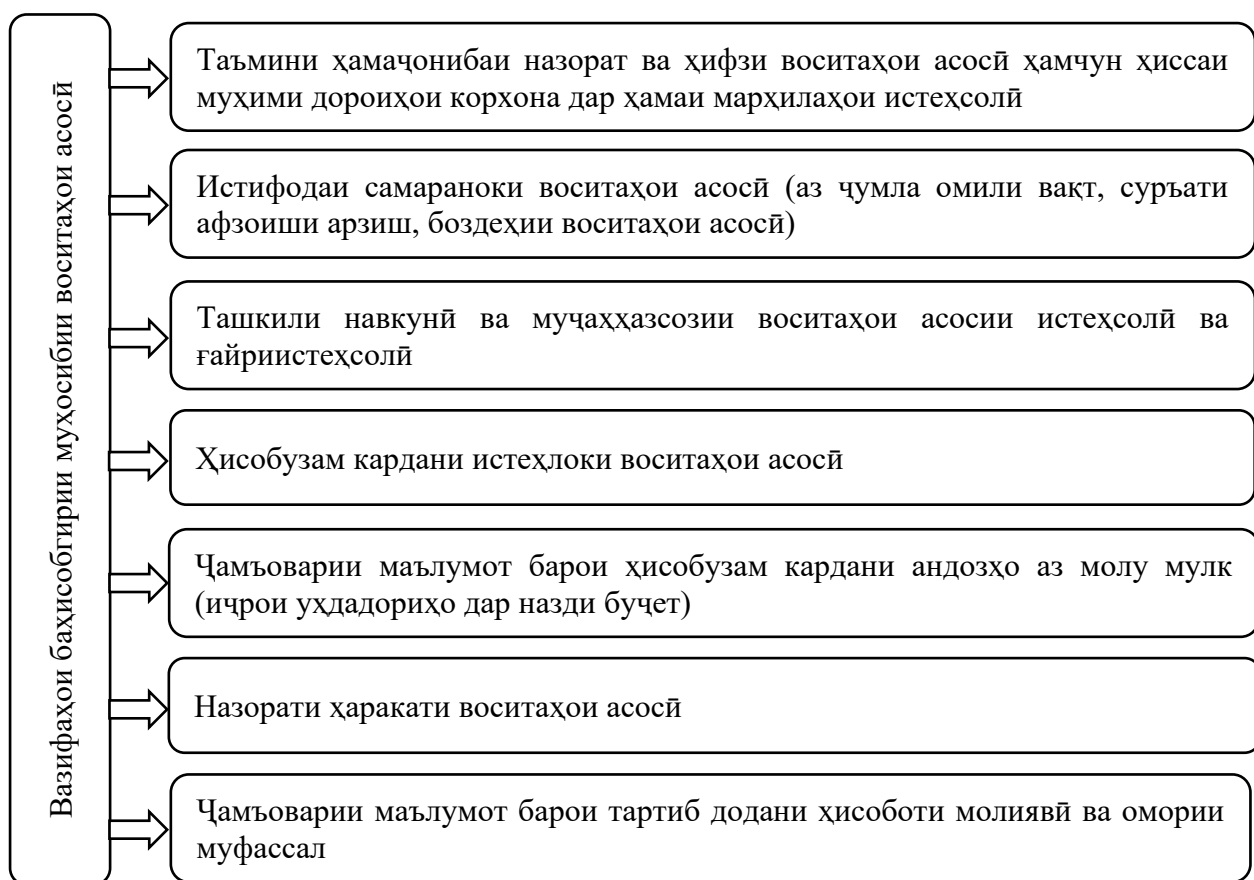 Вазифаҳои баҳисобгирии муҳосибии воситаҳои асосӣ
Таъмини ҳамаҷонибаи назорат ва ҳифзи воситаҳои асосӣ ҳамчун ҳиссаи
муҳими дороиҳои корхона дар ҳамаи марҳилаҳои истеҳсолӣ
Истифодаи самараноки воситаҳои асосӣ (аз ҷумла омили вақт, суръати
афзоиши арзиш, боздеҳии воситаҳои асосӣ)
Ташкили навкунӣ ва муҷаҳҳазсозии воситаҳои асосии истеҳсолӣ ва
ғайриистеҳсолӣ
Ҳисобузам кардани истеҳлоки воситаҳои асосӣ
Ҷамъоварии маълумот барои ҳисобузам кардани андозҳо аз молу мулк
(иҷрои уҳдадориҳо дар назди буҷет)
Назорати ҳаракати воситаҳои асосӣ
Ҷамъоварии маълумот барои тартиб додани ҳисоботи молиявӣ ва омории
муфассал